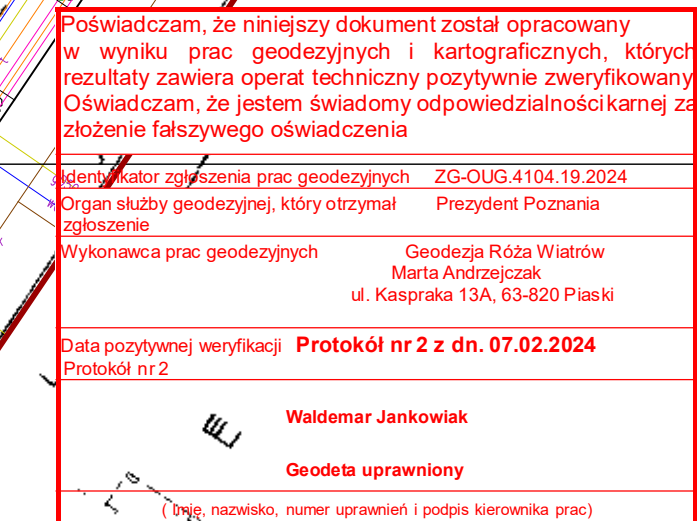 Poświadczam, że niniejszy dokument został opracowany
w wyniku prac geodezyjnych i kartograficznych, których
rezultaty zawiera operat techniczny pozytywnie zweryfikowany
Oświadczam, że jestem świadomy odpowiedzialności karnej za
złożenie fałszywego oświadczenia
Identyfikator zgłoszenia prac geodezyjnych ZG-OUG.4104.19.2024
Organ służby geodezyjnej, który otrzymał Prezydent Poznania
zgłoszenie
Wykonawca prac geodezyjnych Geodezja Róża Wiatrów
Marta Andrzejczak
ul. Kaspraka 13A, 63-820 Piaski
Data pozytywnej weryfikacji Protokół nr 2 z dn. 07.02.2024
Protokół nr 2
Waldemar Jankowiak
Geodeta uprawniony
( Imię, nazwisko, numer uprawnień i podpis kierownika prac)